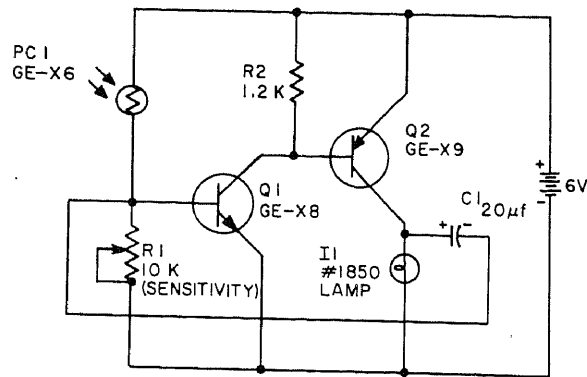 PC1
GE-X6
R2
1.2 K
Q2
GE-X9
+
6V
-
Q1
GE-X8
C1
20µf
+ -
R1
10 K
(SENSITIVITY)
I1
#1850
LAMP